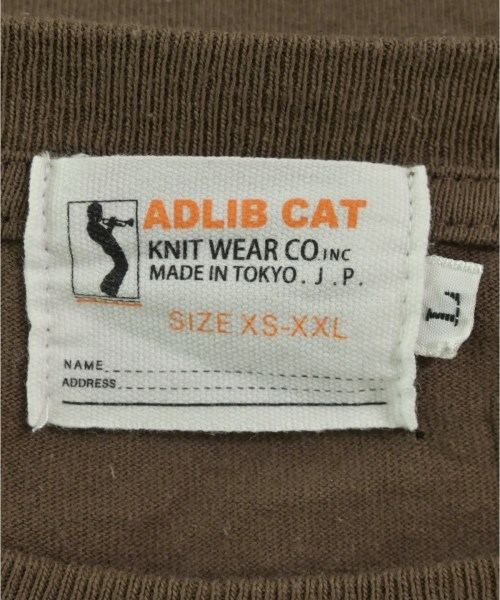 ADLIB CAT
KNIT WEAR CO.INC
MADE IN TOKYO. J.P.
SIZE XS-XXL
NAME
ADDRESS
L